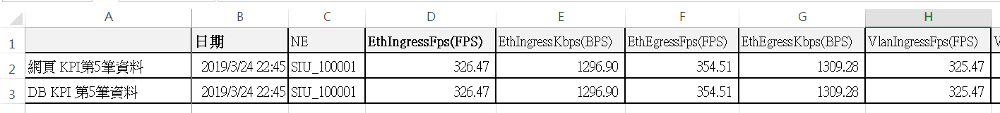 A B C D E F G H
1 日期 NE EthIngressFps(FPS) EthIngressKbps(BPS) EthEgressFps(FPS) EthEgressKbps(BPS) VlanIngressFps(FPS) V
2 網頁 KPI第5筆資料 2019/3/24 22:45 SIU_100001 326.47 1296.90 354.51 1309.28 325.47
3 DB KPI 第5筆資料 2019/3/24 22:45 SIU_100001 326.47 1296.90 354.51 1309.28 325.47